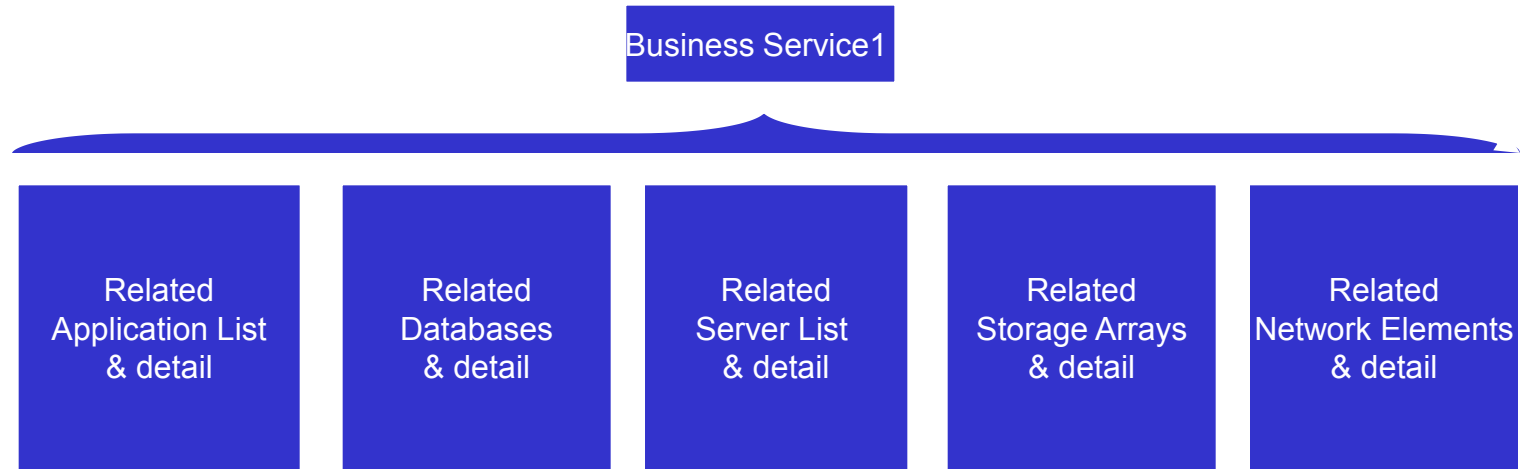 Business Service1
Related
Application List
& detail
Related
Databases
& detail
Related
Server List
& detail
Related
Storage Arrays
& detail
Related
Network Elements
& detail